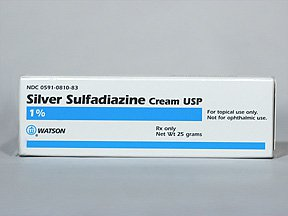 NDC 0591-0810-83
Silver Sulfadiazine Cream USP
1%
For topical use only.
Not for ophthalmic use.
WATSON
Rx only
Net Wt 25 grams